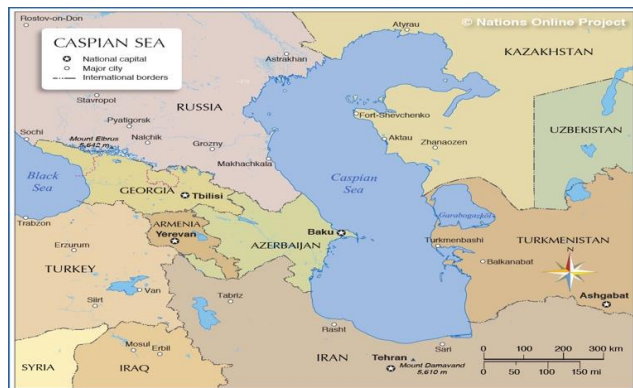 © Nations Online Project
CASPIAN SEA
National capital
Major city
International borders
Rostov-on-Don
Atyrau
KAZAKHSTAN
Astrakhan
Stavropol
RUSSIA
Fort-Shevchenko
Pyatigorsk
Aktau
UZBEKISTAN
Sochi
Mount Elbrus
5,642 m
Nalchik
Grozny
Zhanaozen
Makhachkala
Black
Sea
Caspian
Sea
GEORGIA
Tbilisi
Garabogazköl
Trabzon
ARMENIA
Yerevan
Baku
AZERBAIJAN
Turkmenbashi
TURKMENISTAN
N
Erzurum
Balkanabat
TURKEY
Van
Siirt
Tabriz
Ashgabat
Rasht
Sari
Mosul
Erbil
IRAN
Tehran
Mount Damavand
5,610 m
SYRIA
IRAQ
0 100 200 300 km
0 50 100 150 mi